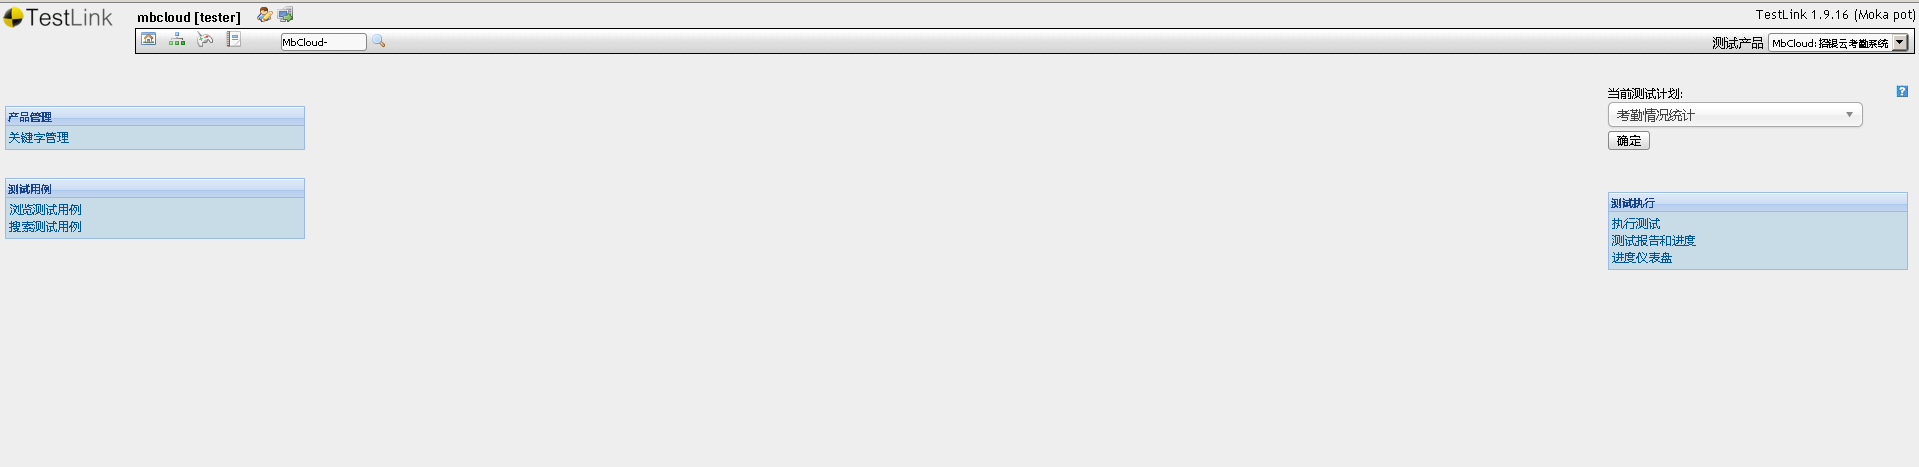 TestLink
mbcloud [tester]
TestLink 1.9.16 (Moka pot)
MbCloud-
测试产品
MbCloud: 招银云考勤系统
当前测试计划:
考勤情况统计
确定
产品管理
关键字管理
测试用例
浏览测试用例
搜索测试用例
测试执行
执行测试
测试报告和进度
进度仪表盘